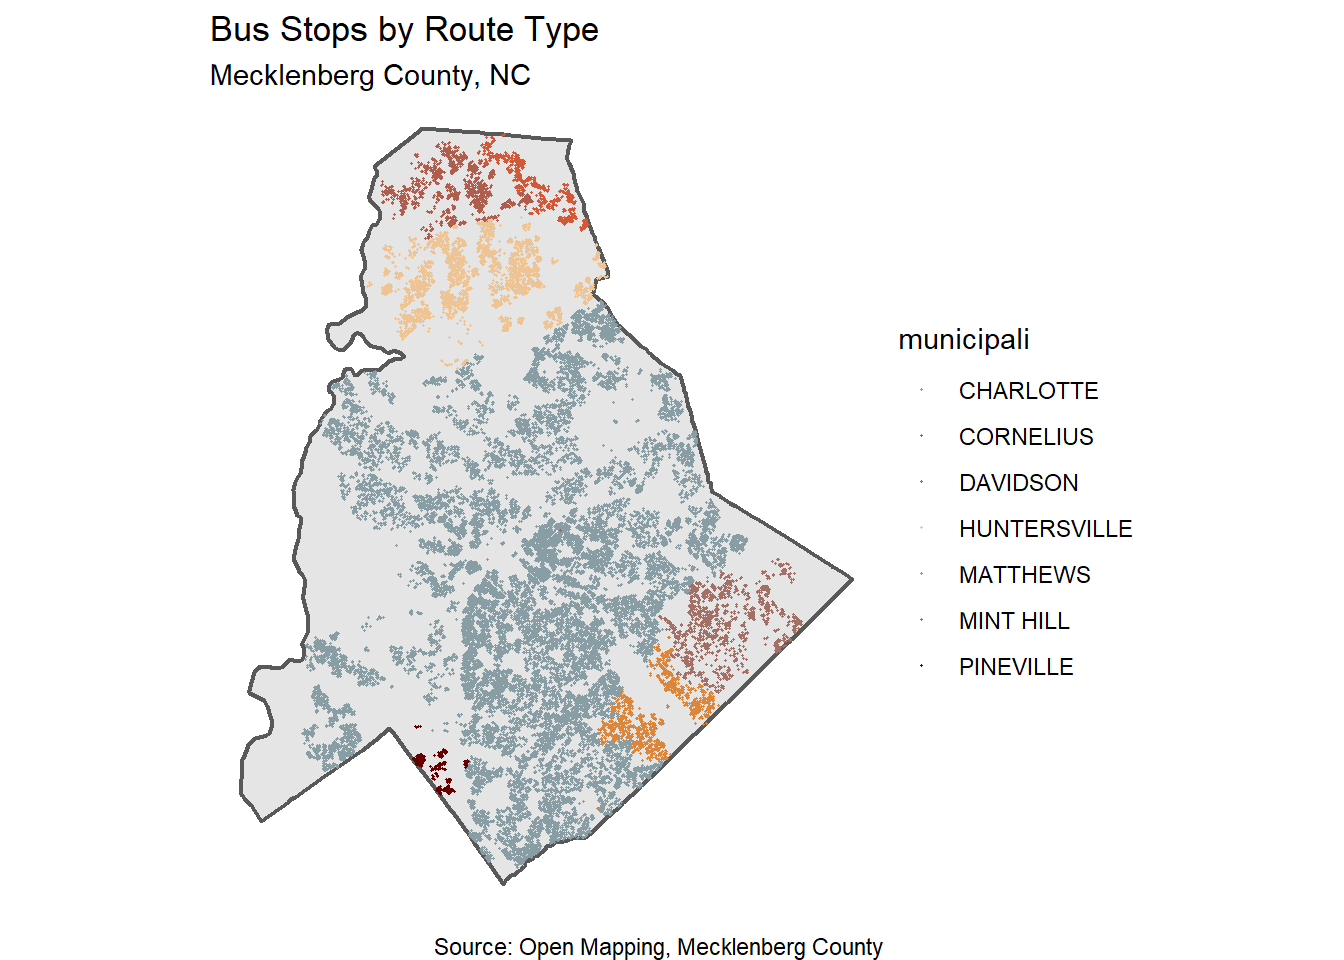 Bus Stops by Route Type
Mecklenberg County, NC
municipali
CHARLOTTE
CORNELIUS
DAVIDSON
HUNTERSVILLE
MATTHEWS
MINT HILL
PINEVILLE
Source: Open Mapping, Mecklenberg County